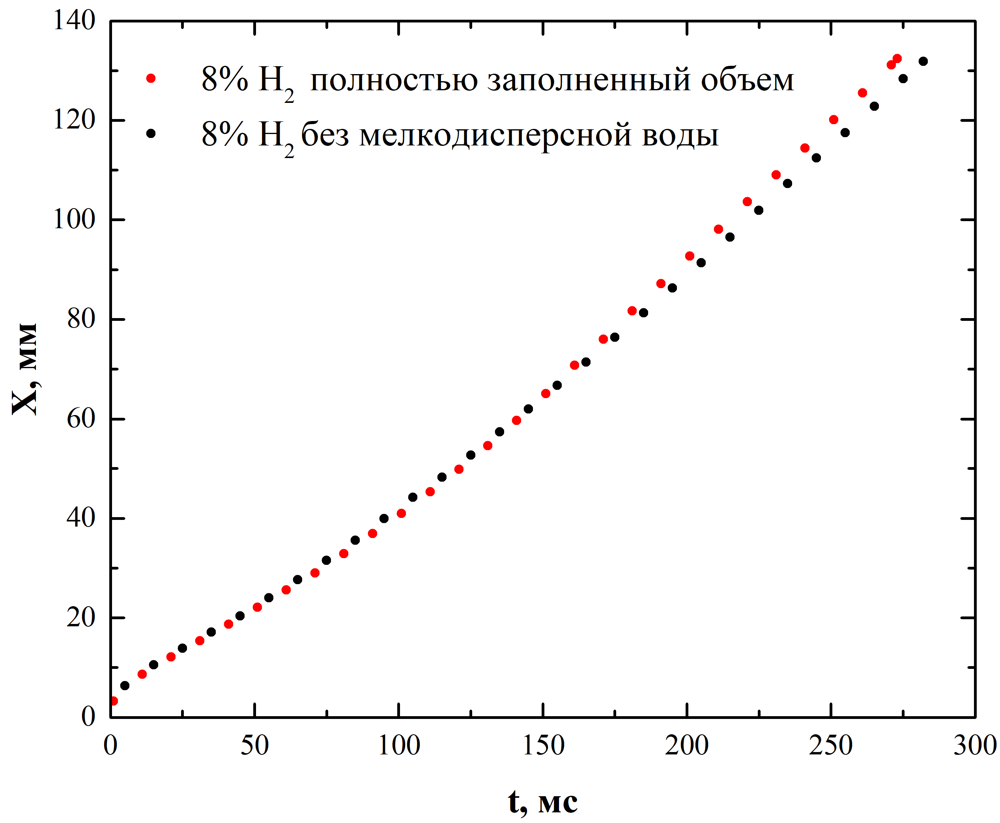 140
120
100
80
60
40
20
0
X, мм
8% H₂ полностью заполненный объем
8% H₂ без мелкодисперсной воды
0 50 100 150 200 250 300
t, мс